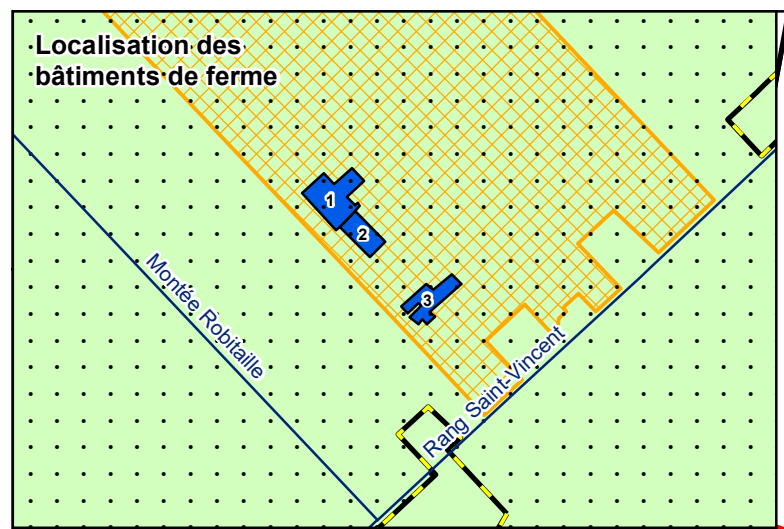 Localisation des
bâtiments de ferme
1
2
3
Montée Robitaille
Rang Saint-Vincent